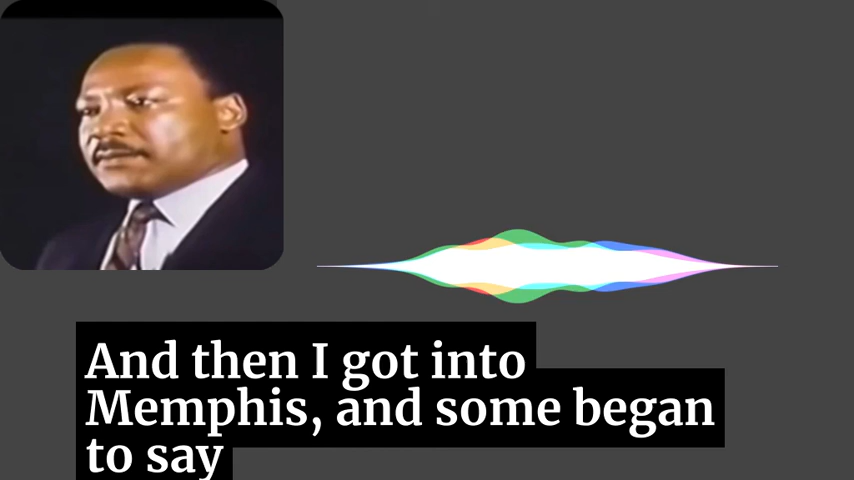 And then I got into
Memphis, and some began
to say